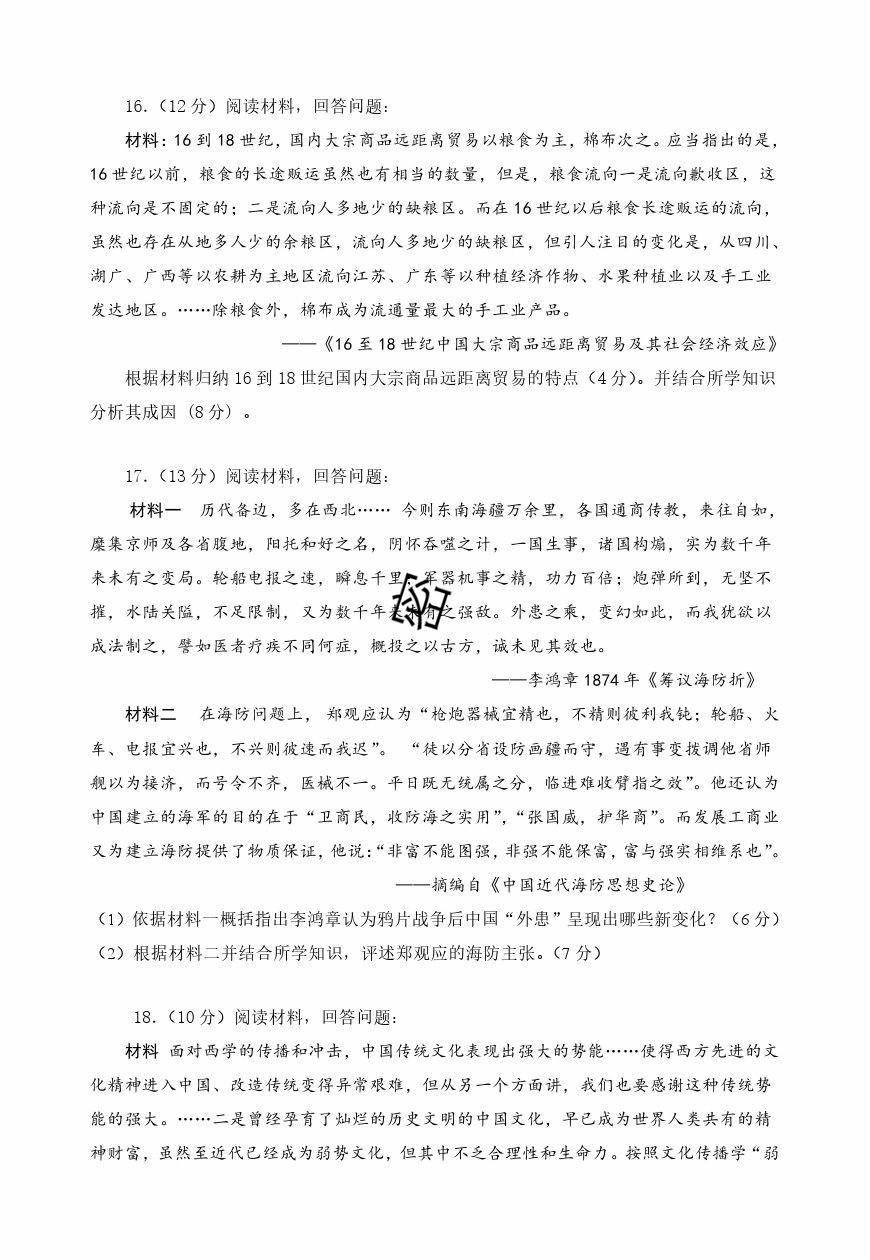 16.（12 分）阅读材料，回答问题：
材料：16 到 18 世纪，国内大宗商品远距离贸易以粮食为主，棉布次之。应当指出的是，
16 世纪以前，粮食的长途贩运虽然也有相当的数量，但是，粮食流向一是流向歉收区，这
种流向是不固定的；二是流向人多地少的缺粮区。而在 16 世纪以后粮食长途贩运的流向，
虽然也存在从地多人少的余粮区，流向人多地少的缺粮区，但引人注目的变化是，从四川、
湖广、广西等以农耕为主地区流向江苏、广东等以种植经济作物、水果种植业以及手工业
发达地区。……除粮食外，棉布成为流通量最大的手工业产品。
——《16 至 18 世纪中国大宗商品远距离贸易及其社会经济效应》
根据材料归纳 16 到 18 世纪国内大宗商品远距离贸易的特点（4 分）。并结合所学知识
分析其成因（8 分）。
17.（13 分）阅读材料，回答问题：
材料一 历代备边，多在西北…… 今则东南海疆万余里，各国通商传教，来往自如，
麇集京师及各省腹地，阳托和好之名，阴怀吞噬之计，一国生事，诸国构煽，实为数千年
来未有之变局。轮船电报之速，瞬息千里；军器机事之精，功力百倍；炮弹所到，无坚不
摧，水陆关隘，不足限制，又为数千年来未有之强敌。外患之乘，变幻如此，而我犹欲以
成法制之，譬如医者疗疾不同何症，概投之以古方，诚未见其效也。
——李鸿章 1874 年《筹议海防折》
材料二 在海防问题上， 郑观应认为“枪炮器械宜精也，不精则彼利我钝；轮船、火
车、电报宜兴也，不兴则彼速而我迟”。 “徒以分省设防画疆而守，遇有事变拨调他省师
舰以为接济，而号令不齐，医械不一。平日既无统属之分，临进难收臂指之效”。他还认为
中国建立的海军的目的在于“卫商民，收防海之实用”，“张国威，护华商”。而发展工商业
又为建立海防提供了物质保证，他说：“非富不能图强，非强不能保富，富与强实相维系也”。
——摘编自《中国近代海防思想史论》
（1）依据材料一概括指出李鸿章认为鸦片战争后中国“外患”呈现出哪些新变化？（6 分）
（2）根据材料二并结合所学知识，评述郑观应的海防主张。（7 分）
18.（10 分）阅读材料，回答问题：
材料 面对西学的传播和冲击，中国传统文化表现出强大的势能……使得西方先进的文
化精神进入中国、改造传统变得异常艰难，但从另一个方面讲，我们也要感谢这种传统势
能的强大。……二是曾经孕育了灿烂的历史文明的中国文化，早已成为世界人类共有的精
神财富，虽然至近代已经成为弱势文化，但其中不乏合理性和生命力。按照文化传播学“弱